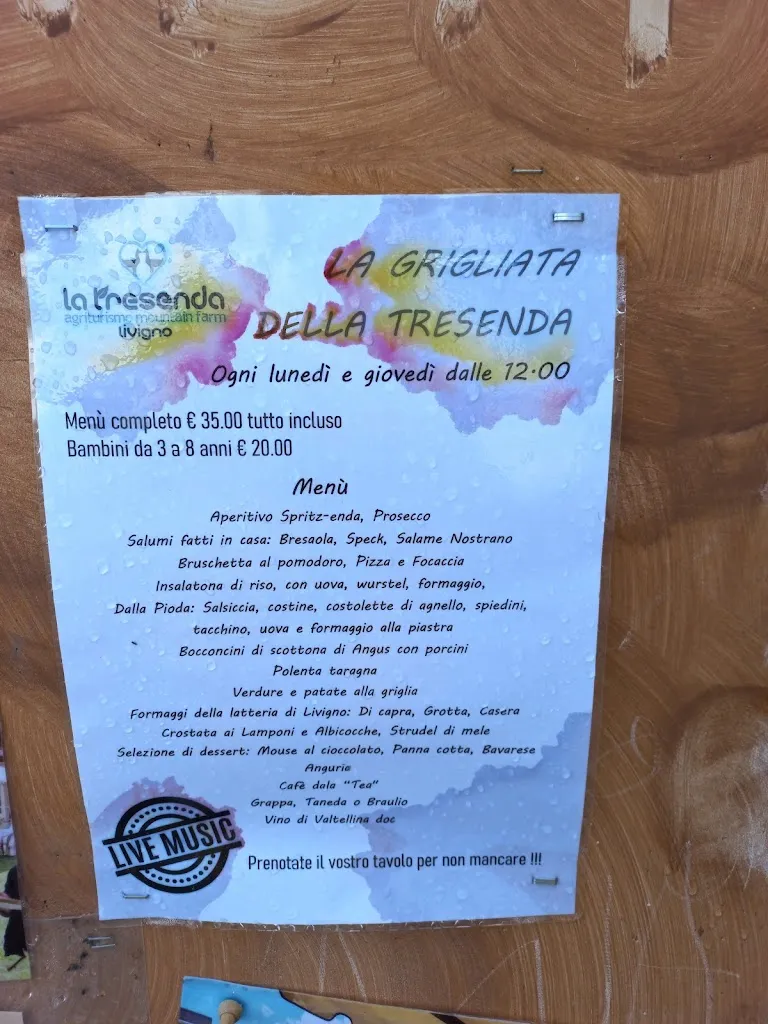 la tresenda
agriturismo mountain farm
livigno
LA GRIGLIATA
DELLA TRESENDA
Ogni lunedì e giovedì dalle 12.00
Menù completo € 35.00 tutto incluso
Bambini da 3 a 8 anni € 20.00
Menù
Aperitivo Spritz-enda, Prosecco
Salumi fatti in casa: Bresaola, Speck, Salame Nostrano
Bruschetta al pomodoro, Pizza e Focaccia
Insalatona di riso, con uova, wurstel, formaggio,
Dalla Pioda: Salsiccia, costine, costolette di agnello, spiedini,
tacchino, uova e formaggio alla piastra
Bocconcini di scottona di Angus con porcini
Polenta taragna
Verdure e patate alla griglia
Formaggi della latteria di Livigno: Di capra, Grotta, Casera
Crostata ai Lamponi e Albicocche, Strudel di mele
Selezione di dessert: Mouse al cioccolato, Panna cotta, Bavarese
Anguria
Cafè dala "Tea"
Grappa, Taneda o Braulio
Vino di Valtellina doc
LIVE MUSIC
Prenotate il vostro tavolo per non mancare !!!